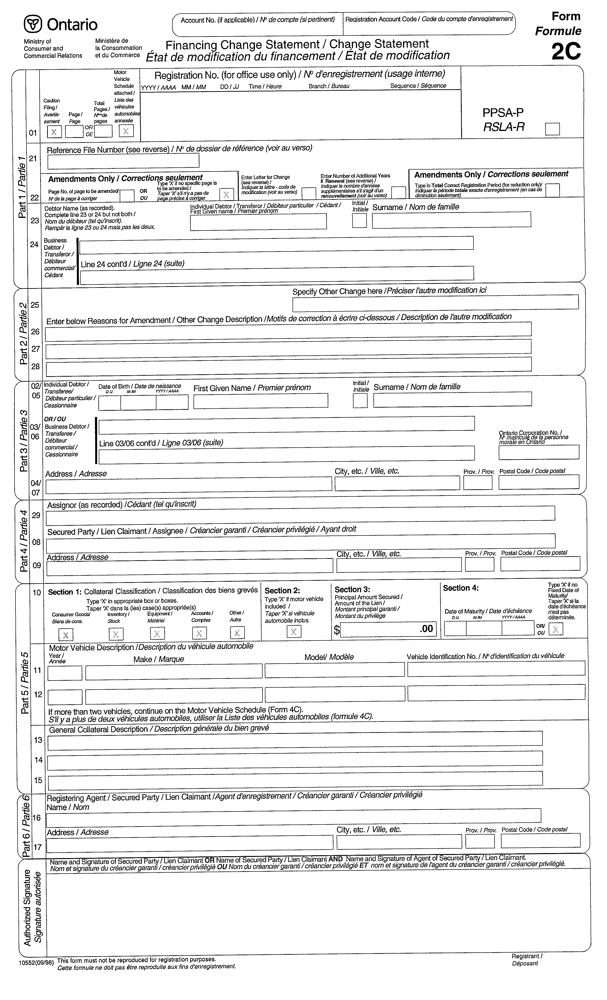 Ontario
Ministry of
Consumer and
Commercial Relations
Ministère de
la Consommation
et du Commerce
Account No. (if applicable) / Nº de compte (si pertinent)
Registration Account Code / Code du compte d'enregistrement
Form
Formule
2C
Financing Change Statement / Change Statement
État de modification du financement / État de modification
Part 1 / Partie 1
01
Caution
Filing /
Avertis-
sement
X
Page /
Page
OF/
DE
Total
Pages /
Nbre de
pages
Motor
Vehicle
Schedule
attached /
Liste des
véhicules
automobiles
annexée
X
Registration No. (for office use only) / Nº d'enregistrement (usage interne)
YYYY / AAAA MM / MM DD / JJ Time / Heure Branch / Bureau Sequence / Séquence
PPSA-P
RSLA-R
21
Reference File Number (see reverse) / Nº de dossier de référence (voir au verso)
22
Amendments Only / Corrections seulement
Page No. of page to be amended/
Nº de la page à corriger
OR
OU
Type 'X' if no specific page is
to be amended /
Taper 'X' s'il n'y a pas de
page précise à corriger
X
Enter Letter for Change
(see reverse) /
Indiquer la lettre - code de
modification (voir au verso)
Enter Number of Additional Years
if Renewal (see reverse) /
Indiquer le nombre d'années
supplémentaires s'il s'agit d'un
renouvellement (voir au verso)
Amendments Only / Corrections seulement
Type in Total Correct Registration Period (for reduction only)/
Indiquer la période totale exacte d'enregistrement (en cas de
diminution seulement)
23
Debtor Name (as recorded).
Complete line 23 or 24 but not both /
Nom du débiteur (tel qu'inscrit).
Remplir la ligne 23 ou 24 mais pas les deux.
Individual Debtor / Transferor / Débiteur particulier / Cédant /
First Given name / Premier prénom
Initial /
Initiale
Surname / Nom de famille
24
Business
Debtor /
Transferor /
Débiteur
commercial/
Cédant
Line 24 cont'd / Ligne 24 (suite)
Part 2 / Partie 2
25
Specify Other Change here /Préciser l'autre modification ici
Enter below Reasons for Amendment / Other Change Description /Motifs de correction à écrire ci-dessous / Description de l'autre modification
26
27
28
Part 3 / Partie 3
02/
05
Individual Debtor /
Transferee/
Débiteur particulier /
Cessionnaire
Date of Birth / Date de naissance
D/J M/M YYYY/AAAA
First Given Name / Premier prénom
Initial /
Initiale
Surname / Nom de famille
OR / OU
03/
06
Business Debtor /
Transferee /
Débiteur
commercial /
Cessionnaire
Line 03/06 cont'd / Ligne 03/06 (suite)
Ontario Corporation No. /
Nº matricule de la personne
morale en Ontario
04/
07
Address / Adresse
City, etc. / Ville, etc.
Prov. / Prov.
Postal Code / Code postal
Part 4 / Partie 4
29
Assignor (as recorded) /Cédant (tel qu'inscrit)
08
Secured Party / Lien Claimant / Assignee / Créancier garanti / Créancier privilégié / Ayant droit
09
Address / Adresse
City, etc. / Ville, etc.
Prov. / Prov.
Postal Code / Code postal
Part 5 / Partie 5
10
Section 1: Collateral Classification / Classification des biens grevés
Type 'X' in appropriate box or boxes.
Taper 'X' dans la (les) case(s) appropriée(s)
Consumer Goods/
Biens de cons.
X
Inventory /
Stock
X
Equipment /
Matériel
X
Accounts /
Comptes
X
Other /
Autre
X
Section 2:
Type 'X' if motor vehicle
included /
Taper 'X' si véhicule
automobile inclus.
X
Section 3:
Principal Amount Secured /
Amount of the Lien /
Montant principal garanti /
Montant du privilège
$ .00
Section 4:
Date of Maturity / Date d'échéance
D/J M/M YYYY/AAAA
OR/
OU
Type 'X' if no
Fixed Date of
Maturity/
Taper 'X' si la
date d'échéance
n'est pas
déterminée.
X
Motor Vehicle Description /Description du véhicule automobile
Year /
Année
Make / Marque
Model/ Modèle
Vehicle Identification No. / Nº d'identification du véhicule
11
12
If more than two vehicles, continue on the Motor Vehicle Schedule (Form 4C).
S'il y a plus de deux véhicules automobiles, utiliser la Liste des véhicules automobiles (formule 4C).
General Collateral Description / Description générale du bien grevé
13
14
15
Part 6 / Partie 6
Registering Agent / Secured Party / Lien Claimant /Agent d'enregistrement / Créancier garanti / Créancier privilégié
Name / Nom
16
Address / Adresse
City, etc. / Ville, etc.
Prov. / Prov.
Postal Code / Code postal
17
Authorized Signature
Signature autorisée
Name and Signature of Secured Party / Lien Claimant OR Name of Secured Party / Lien Claimant AND Name and Signature of Agent of Secured Party / Lien Claimant.
Nom et signature du créancier garanti / créancier privilégié OU Nom du créancier garanti / créancier privilégié ET nom et signature de l'agent du créancier garanti / créancier privilégié.
10552(09/98)
This form must not be reproduced for registration purposes.
Cette formule ne doit pas être reproduite aux fins d'enregistrement.
Registrant /
Déposant